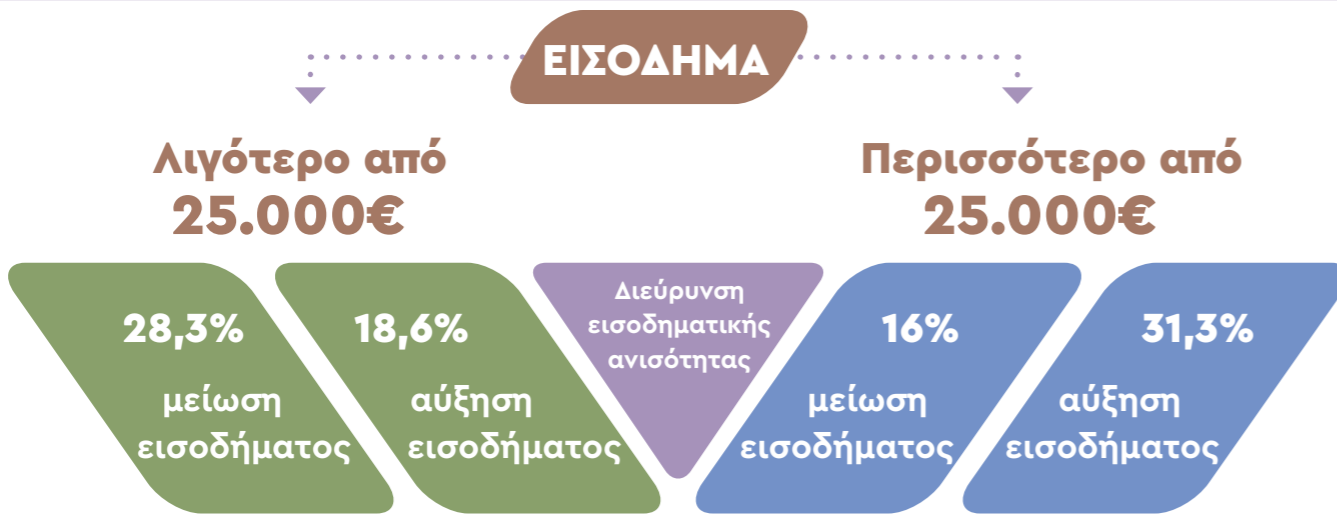 ΕΙΣΟΔΗΜΑ
Λιγότερο από
25.000€
Περισσότερο από
25.000€
28,3%
μείωση
εισοδήματος
18,6%
αύξηση
εισοδήματος
Διεύρυνση
εισοδηματικής
ανισότητας
16%
μείωση
εισοδήματος
31,3%
αύξηση
εισοδήματος